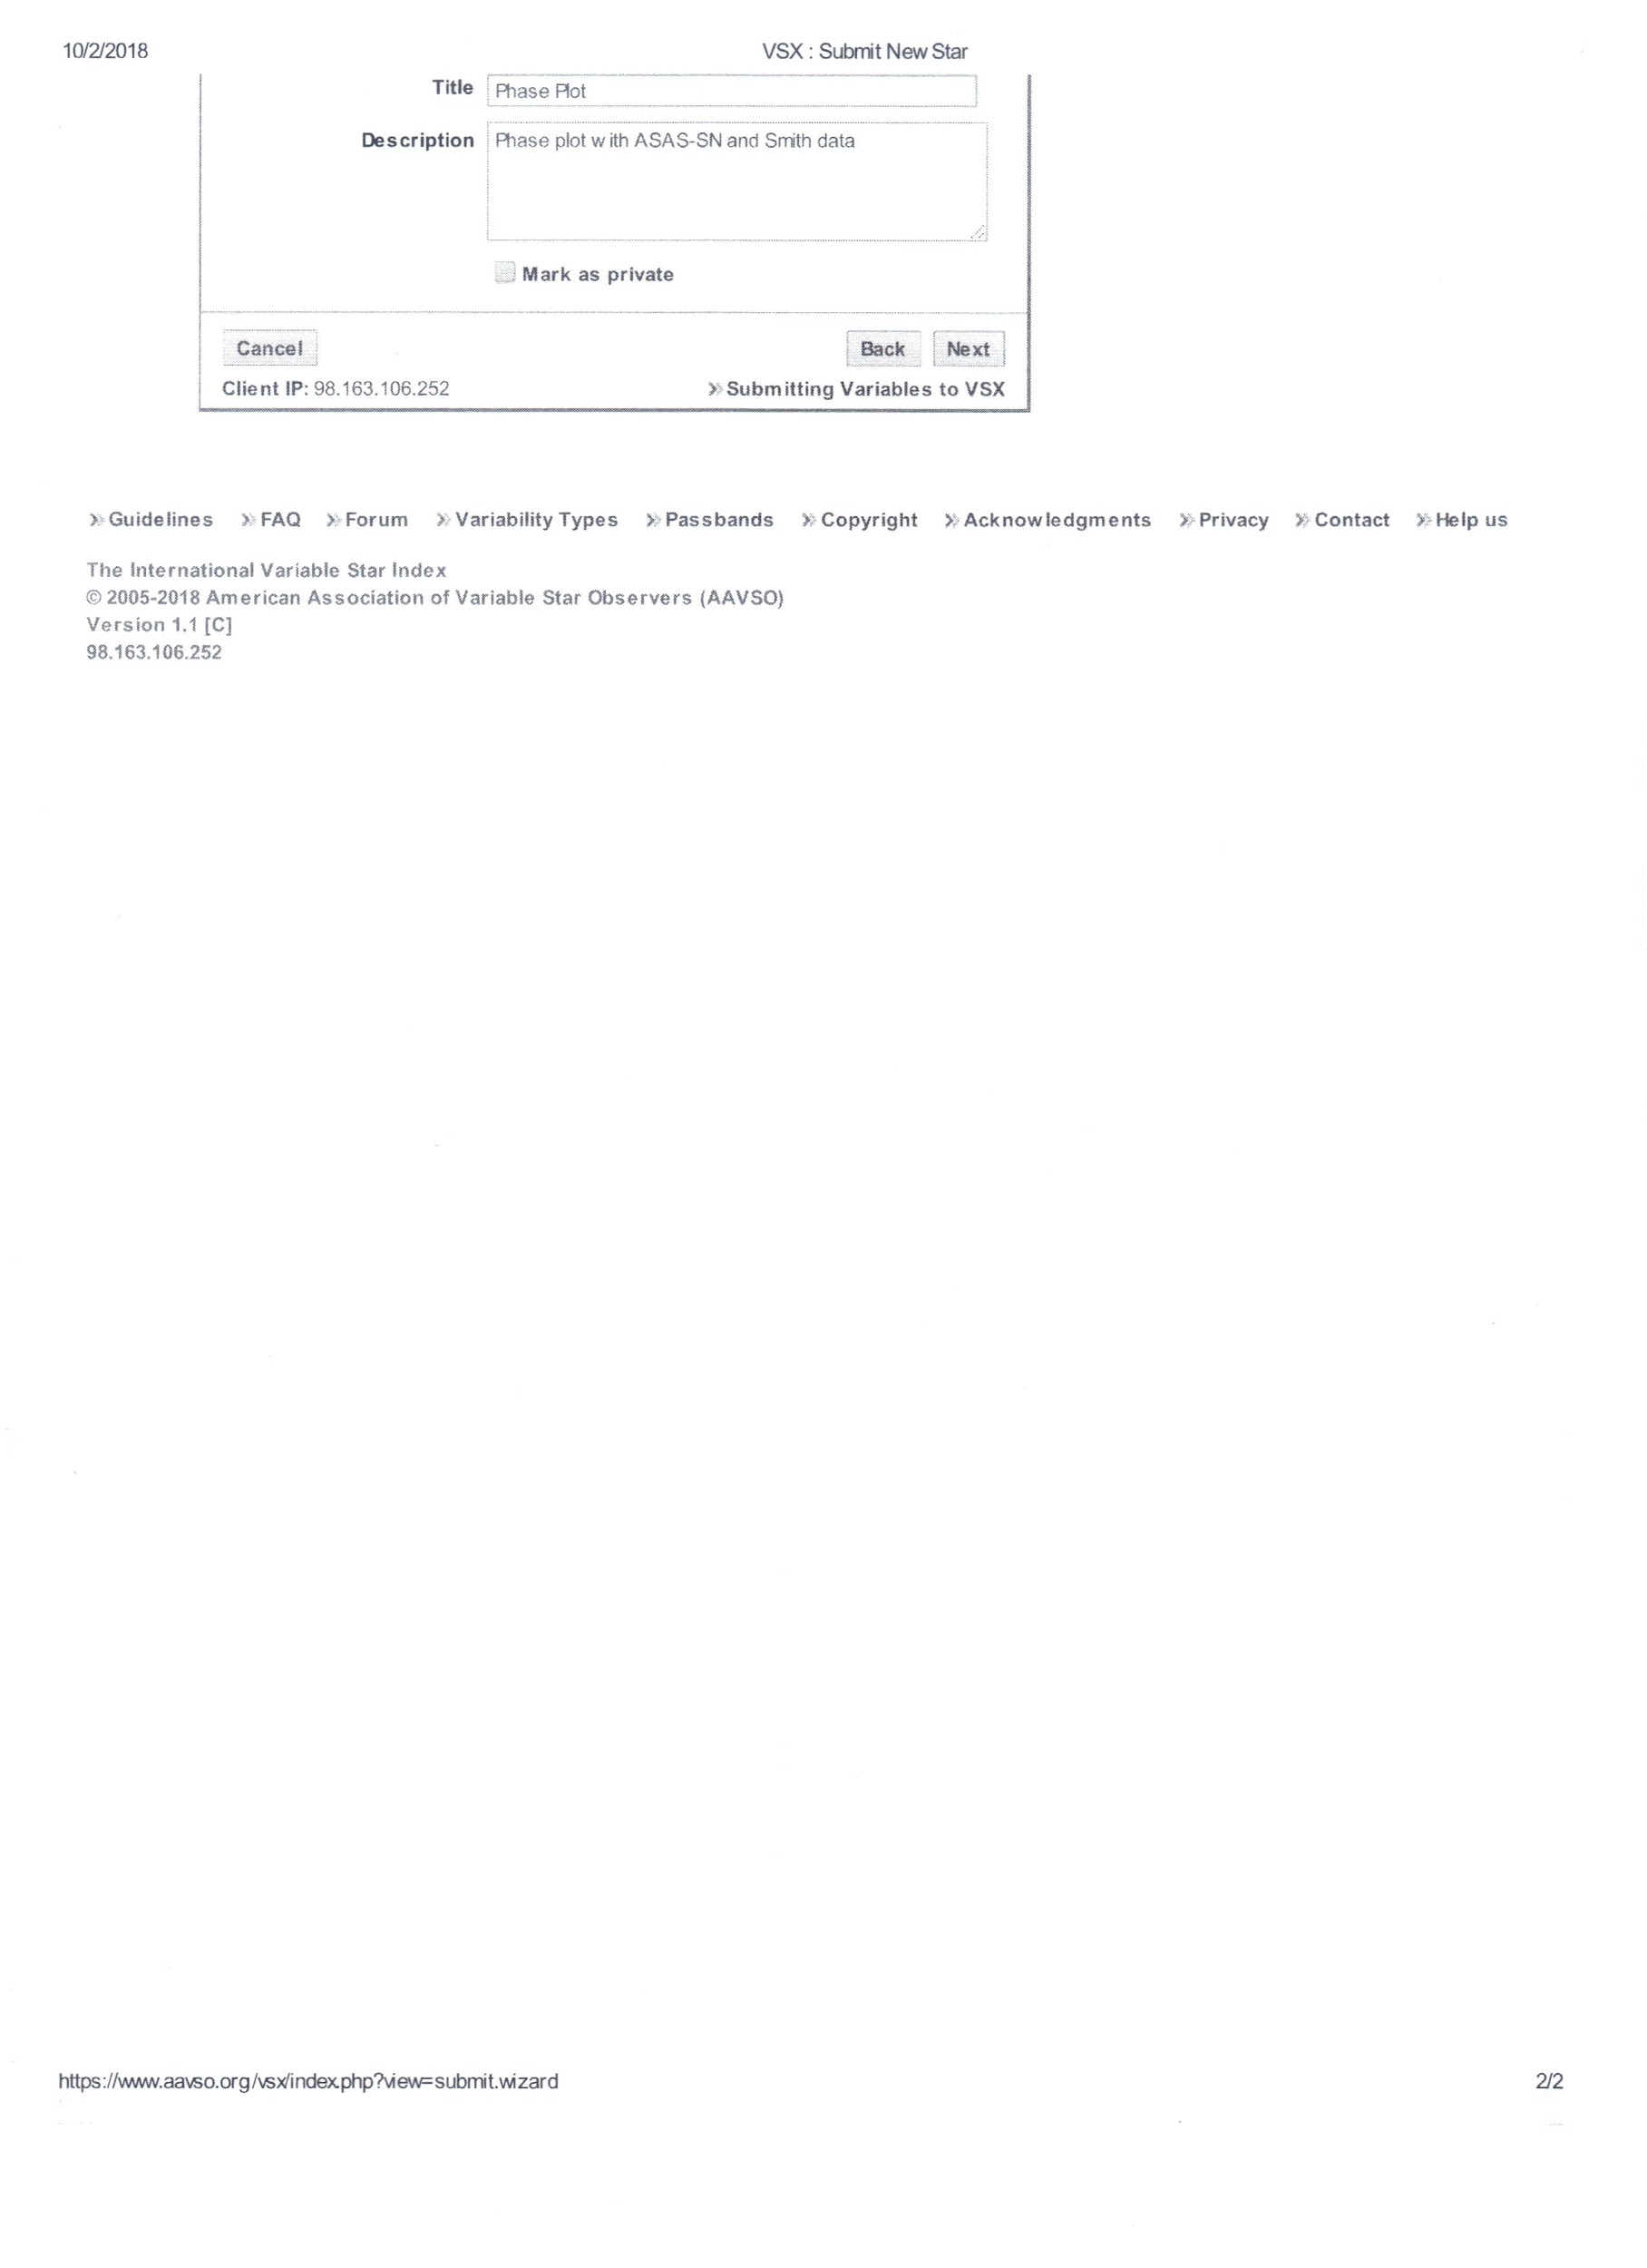 10/2/2018 VSX : Submit New Star
Title Phase Plot
Description Phase plot with ASAS-SN and Smith data
Mark as private
Cancel Back Next
Client IP: 98.163.106.252 » Submitting Variables to VSX
» Guidelines » FAQ » Forum » Variability Types » Passbands » Copyright » Acknowledgments » Privacy » Contact » Help us
The International Variable Star Index
© 2005-2018 American Association of Variable Star Observers (AAVSO)
Version 1.1 [C]
98.163.106.252
https://www.aavso.org/vsx/index.php?view=submit.wizard 2/2